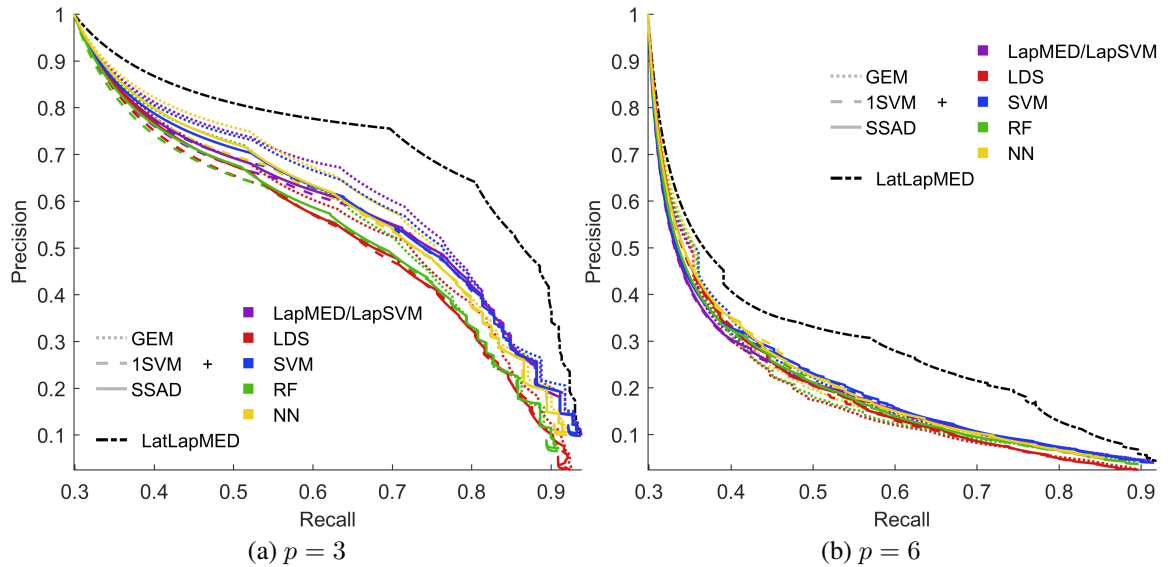 1
0.9
0.8
0.7
0.6
0.5
0.4
0.3
0.2
0.1
Precision
GEM
1SVM +
SSAD
LapMED/LapSVM
LDS
SVM
RF
NN
LatLapMED
0.3 0.4 0.5 0.6 0.7 0.8 0.9
Recall
(a) p = 3
1
0.9
0.8
0.7
0.6
0.5
0.4
0.3
0.2
0.1
Precision
GEM
1SVM +
SSAD
LapMED/LapSVM
LDS
SVM
RF
NN
LatLapMED
0.3 0.4 0.5 0.6 0.7 0.8 0.9
Recall
(b) p = 6